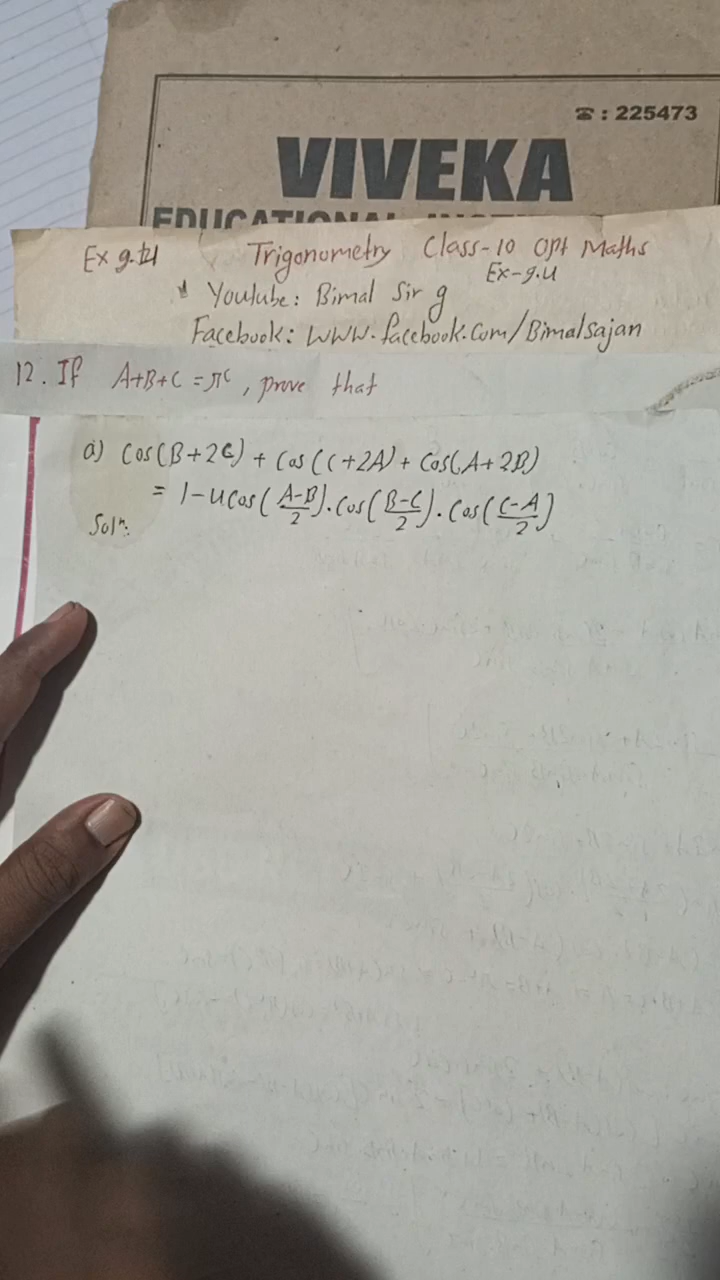 ☎ : 225473
VIVEKA
EDUCATIONAL
Ex 9.4 Trigonometry Class-10 Opt Maths
Ex-9.4
Youtube: Bimal Sir g
Facebook: WWW.facebook.Com/Bimalsajan
12. If A+B+C = πᶜ, prove that
a) Cos(B+2C) + Cos(C+2A) + Cos(A+2B)
= 1-4Cos(A-B/2).Cos(B-C/2).Cos(C-A/2)
Solⁿ: